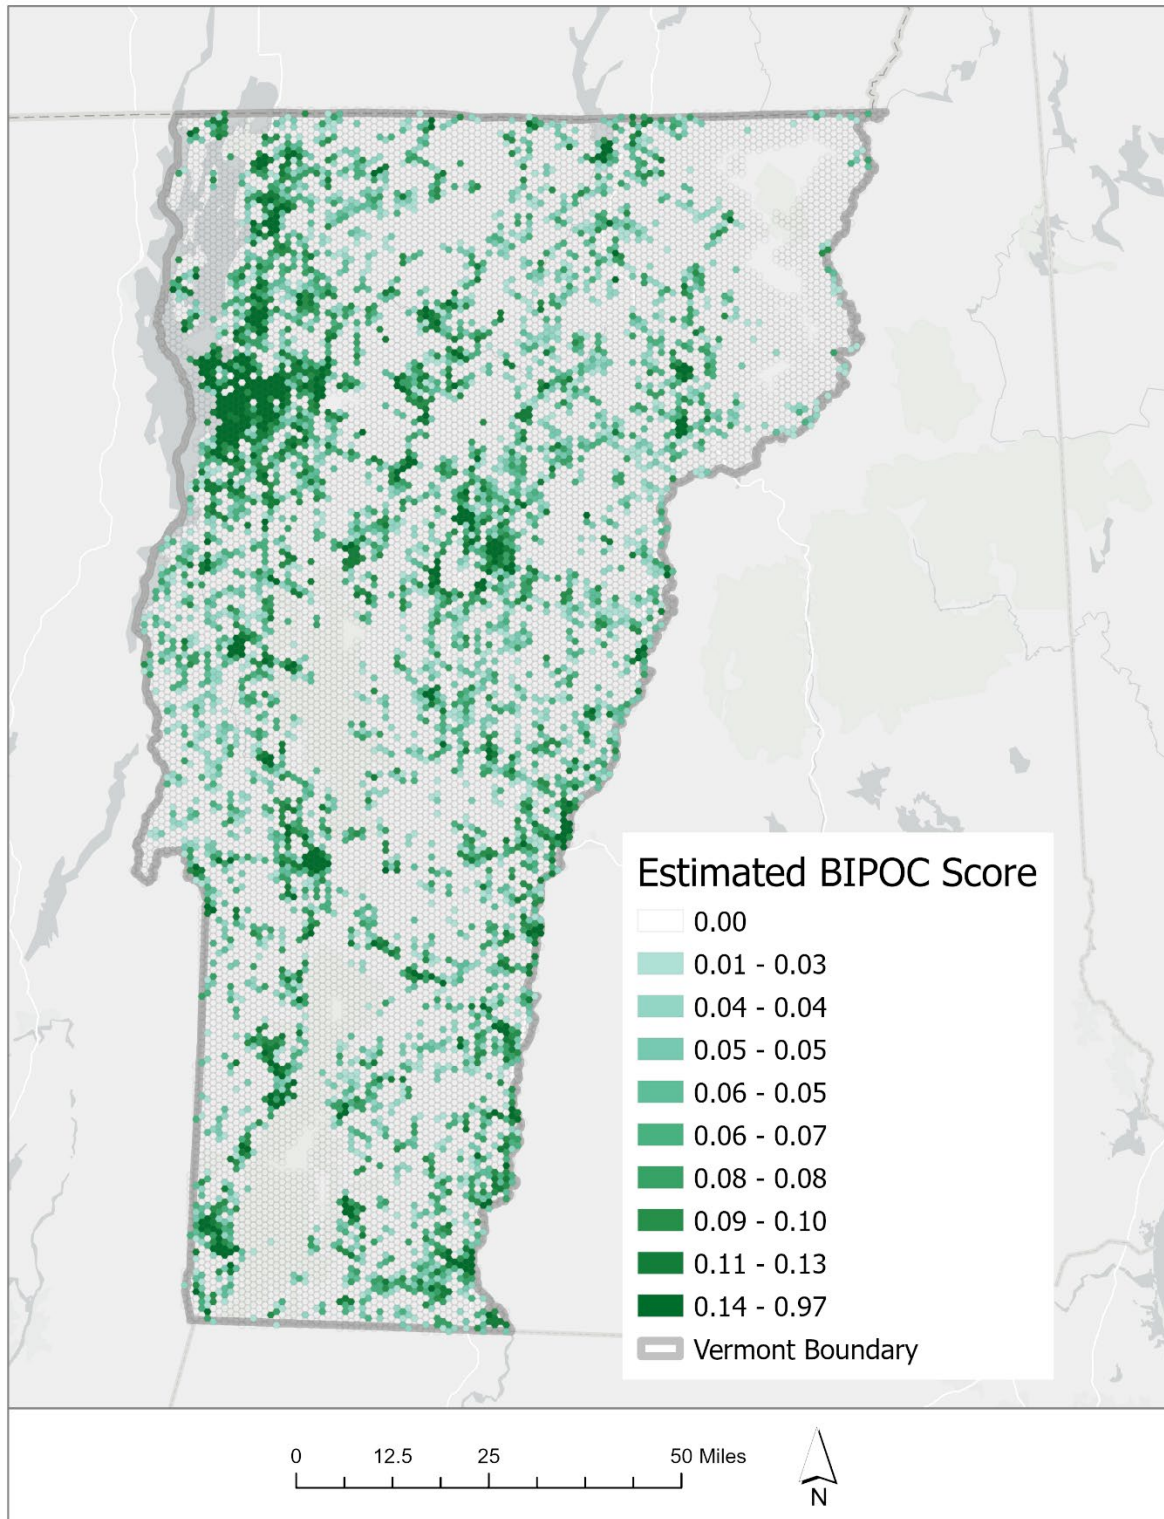 Estimated BIPOC Score
0.00
0.01 - 0.03
0.04 - 0.04
0.05 - 0.05
0.06 - 0.05
0.06 - 0.07
0.08 - 0.08
0.09 - 0.10
0.11 - 0.13
0.14 - 0.97
Vermont Boundary
0 12.5 25 50 Miles
N